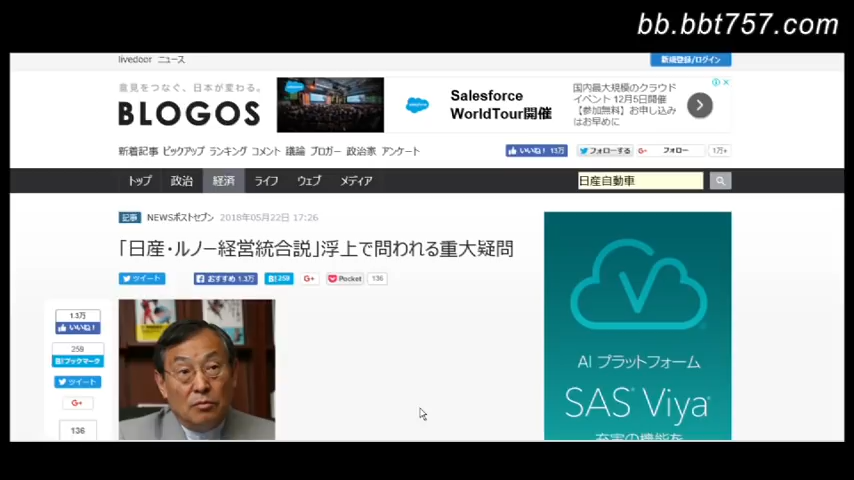 bb.bbt757.com
livedoor ニュース
新規登録/ログイン
意見をつなぐ、日本が変わる。
BLOGOS
Salesforce
WorldTour開催
国内最大規模のクラウド
イベント 12月5日開催
【参加無料】お申し込み
はお早めに
新着記事 ピックアップ ランキング コメント 議論 ブロガー 政治家 アンケート
いいね! 13万
フォローする
G+ フォロー
1万+
トップ 政治 経済 ライフ ウェブ メディア
日産自動車
記事 NEWSポストセブン 2018年05月22日 17:26
「日産・ルノー経営統合説」浮上で問われる重大疑問
ツイート おすすめ 1.3万 B! 259 G+ Pocket 136
1.3万
いいね!
259
B!ブックマーク
ツイート
G+
136
AI プラットフォーム
SAS® Viya®
充実の機能を